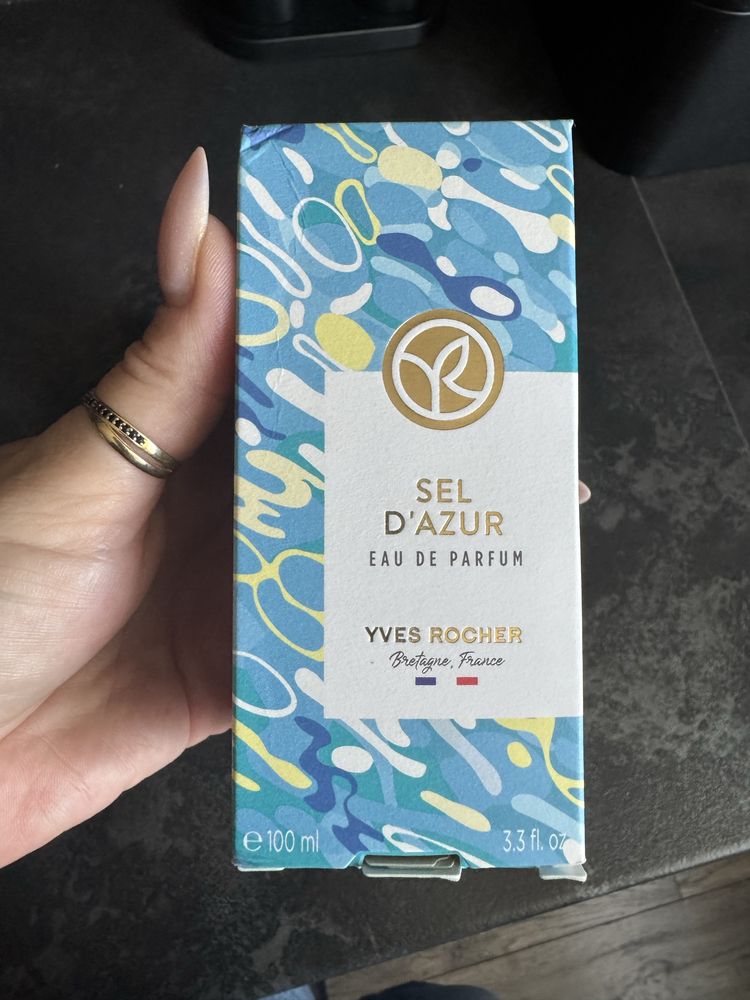 SEL
D'AZUR
EAU DE PARFUM
YVES ROCHER
Bretagne, France
℮ 100 ml
3.3 fl. oz